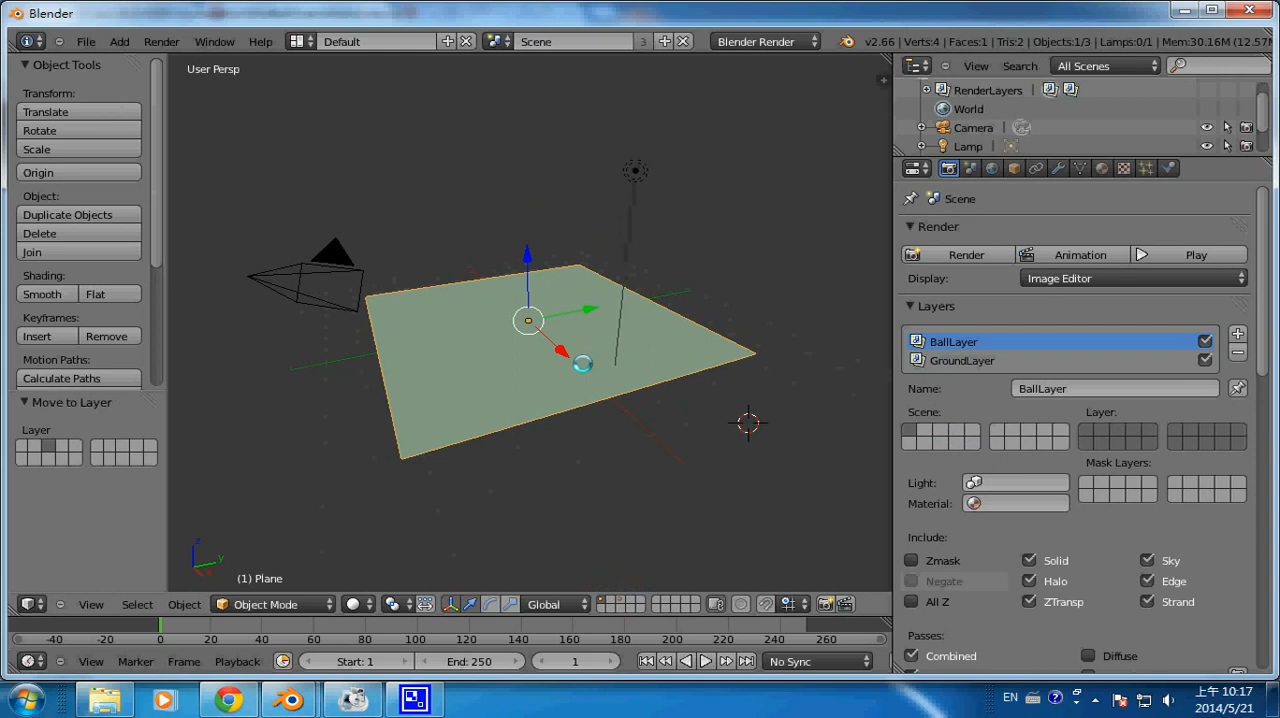 Blender
File Add Render Window Help Default Scene 3 Blender Render v2.66 | Verts:4 | Faces:1 | Tris:2 | Objects:1/3 | Lamps:0/1 | Mem:30.16M (12.57M
Object Tools
Transform:
Translate
Rotate
Scale
Origin
Object:
Duplicate Objects
Delete
Join
Shading:
Smooth Flat
Keyframes:
Insert Remove
Motion Paths:
Calculate Paths
Move to Layer
Layer
User Persp
(1) Plane
z
y
x
View Select Object Object Mode Global
-40 -20 0 20 40 60 80 100 120 140 160 180 200 220 240 260
View Marker Frame Playback Start: 1 End: 250 1 No Sync
View Search All Scenes
RenderLayers
World
Camera
Lamp
Scene
Render
Render Animation Play
Display: Image Editor
Layers
BallLayer
GroundLayer
Name: BallLayer
Scene: Layer:
Mask Layers:
Light:
Material:
Include:
Zmask Solid Sky
Negate Halo Edge
All Z ZTransp Strand
Passes:
Combined Diffuse
EN 上午 10:17
2014/5/21